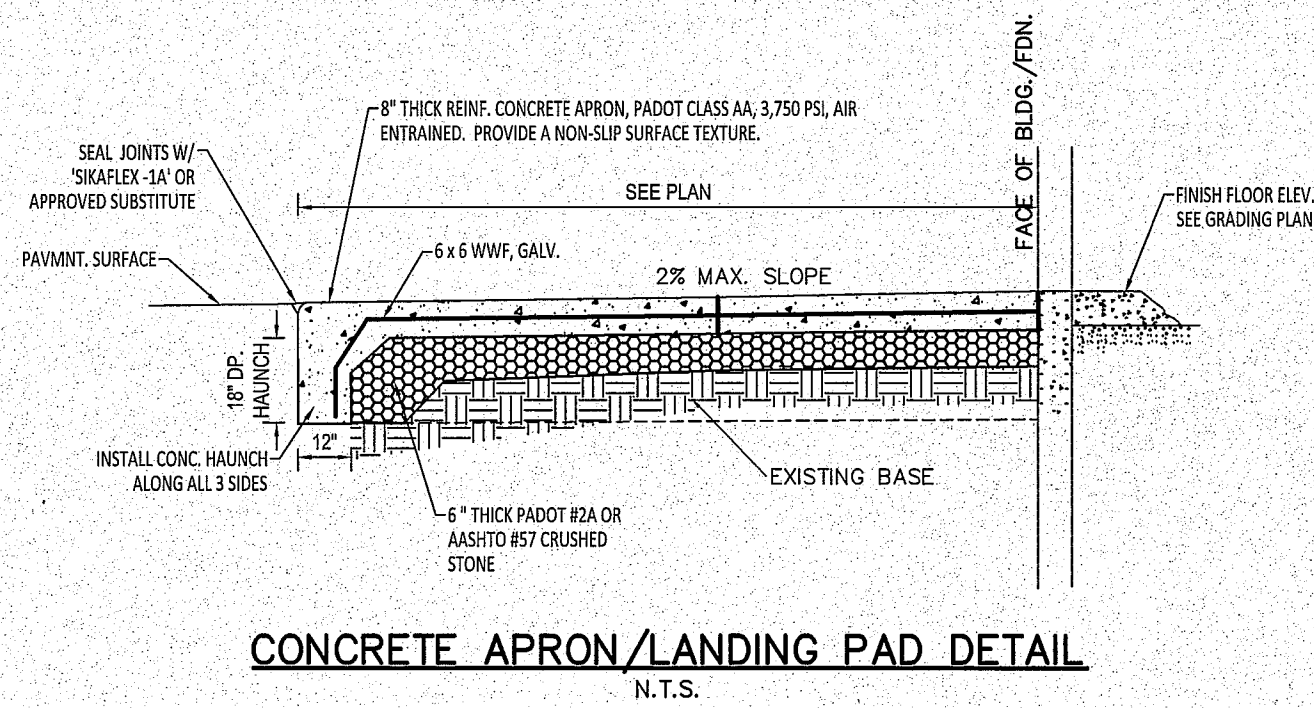 8" THICK REINF. CONCRETE APRON, PADOT CLASS AA, 3,750 PSI, AIR
ENTRAINED. PROVIDE A NON-SLIP SURFACE TEXTURE.
SEAL JOINTS W/
'SIKAFLEX -1A' OR
APPROVED SUBSTITUTE
SEE PLAN
FACE OF BLDG./FDN.
FINISH FLOOR ELEV.
SEE GRADING PLAN
PAVMNT. SURFACE
6 x 6 WWF, GALV.
2% MAX. SLOPE
18" DP.
HAUNCH
12"
INSTALL CONC. HAUNCH
ALONG ALL 3 SIDES
EXISTING BASE
6 " THICK PADOT #2A OR
AASHTO #57 CRUSHED
STONE
CONCRETE APRON/LANDING PAD DETAIL
N.T.S.